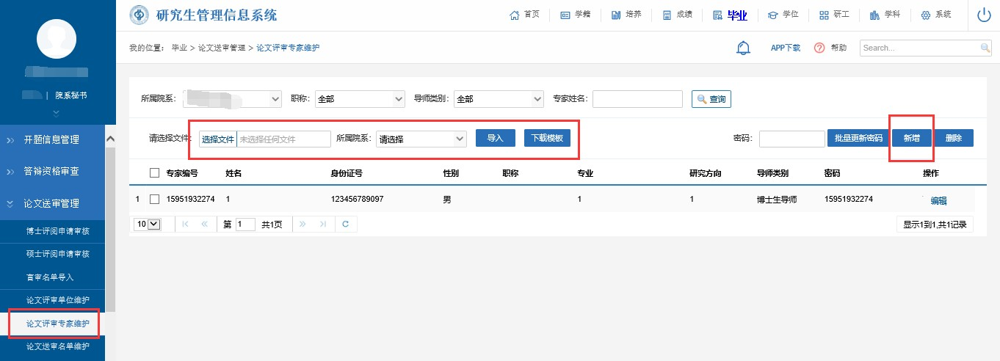 研究生管理信息系统
首页 学籍 培养 成绩 毕业 学位 研工 学科 系统
我的位置： 毕业 > 论文送审管理 > 论文评审专家维护
APP下载 帮助 Search...
| 院系秘书
开题信息管理
答辩资格审查
论文送审管理
博士评阅申请审核
硕士评阅申请审核
盲审名单导入
论文评审单位维护
论文评审专家维护
论文送审名单维护
所属院系： 职称： 全部 导师类别： 全部 专家姓名： 查询
请选择文件： 选择文件 未选择任何文件 所属院系： 请选择 导入 下载模板 密码： 批量更新密码 新增 删除
专家编号 姓名 身份证号 性别 职称 专业 研究方向 导师类别 密码 操作
1 15951932274 1 123456789097 男 1 1 博士生导师 15951932274 编辑
10 第 1 共1页 显示1到1,共1记录